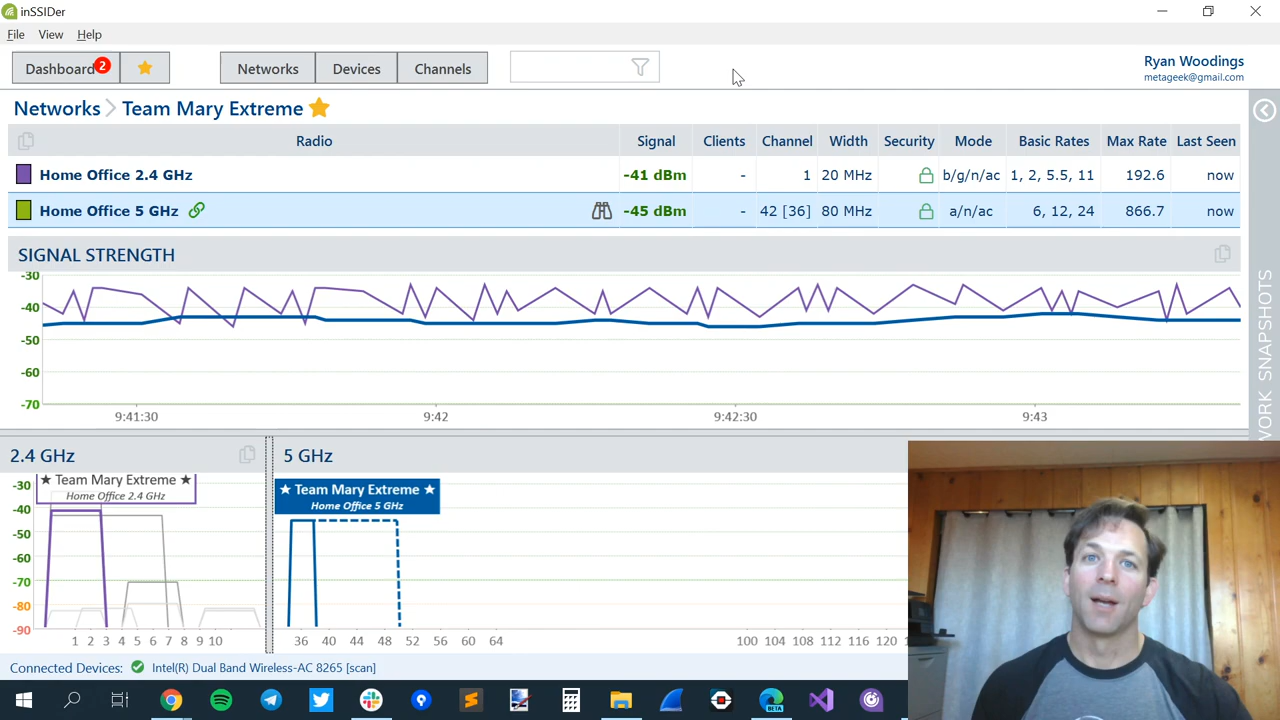 inSSIDer
File View Help
Dashboard 2 Networks Devices Channels
Ryan Woodings
metageek@gmail.com
Networks Team Mary Extreme
Radio Signal Clients Channel Width Security Mode Basic Rates Max Rate Last Seen
Home Office 2.4 GHz -41 dBm - 1 20 MHz b/g/n/ac 1, 2, 5.5, 11 192.6 now
Home Office 5 GHz -45 dBm - 42 [36] 80 MHz a/n/ac 6, 12, 24 866.7 now
SIGNAL STRENGTH
-30
-40
-50
-60
-70
9:41:30 9:42 9:42:30 9:43
WORK SNAPSHOTS
2.4 GHz
-30
-40
-50
-60
-70
-80
-90
★ Team Mary Extreme ★
Home Office 2.4 GHz
1 2 3 4 5 6 7 8 9 10
5 GHz
★ Team Mary Extreme ★
Home Office 5 GHz
36 40 44 48 52 56 60 64 100 104 108 112 116 120
Connected Devices: Intel(R) Dual Band Wireless-AC 8265 [scan]
BETA